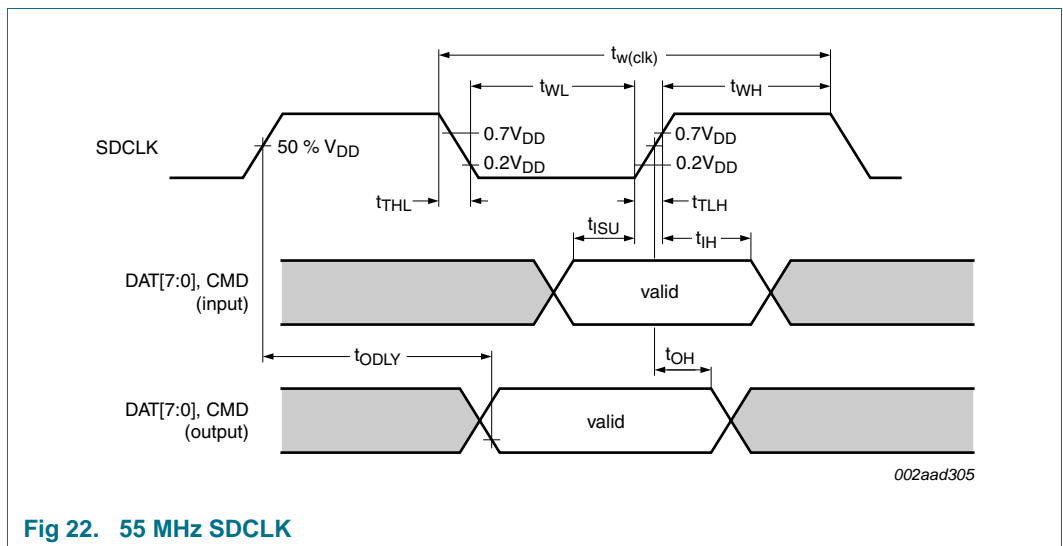 tw(clk)
tWL
tWH
SDCLK
50 % VDD
0.7VDD
0.2VDD
0.7VDD
0.2VDD
tTHL
tTLH
tISU
tIH
DAT[7:0], CMD
(input)
valid
tODLY
tOH
DAT[7:0], CMD
(output)
valid
002aad305
Fig 22. 55 MHz SDCLK